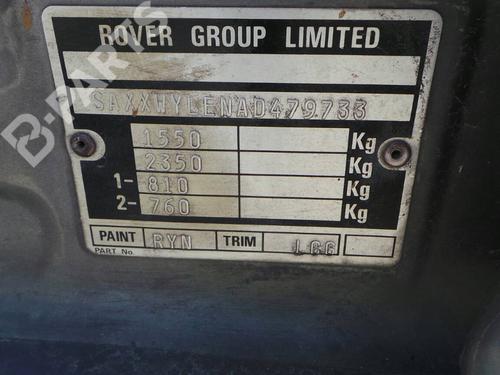 ROVER GROUP LIMITED
SAXXWYLENAD479733
1550 Kg
2350 Kg
1- 810 Kg
2- 760 Kg
PAINT RYN TRIM LGG
PART No.
B-PARTS